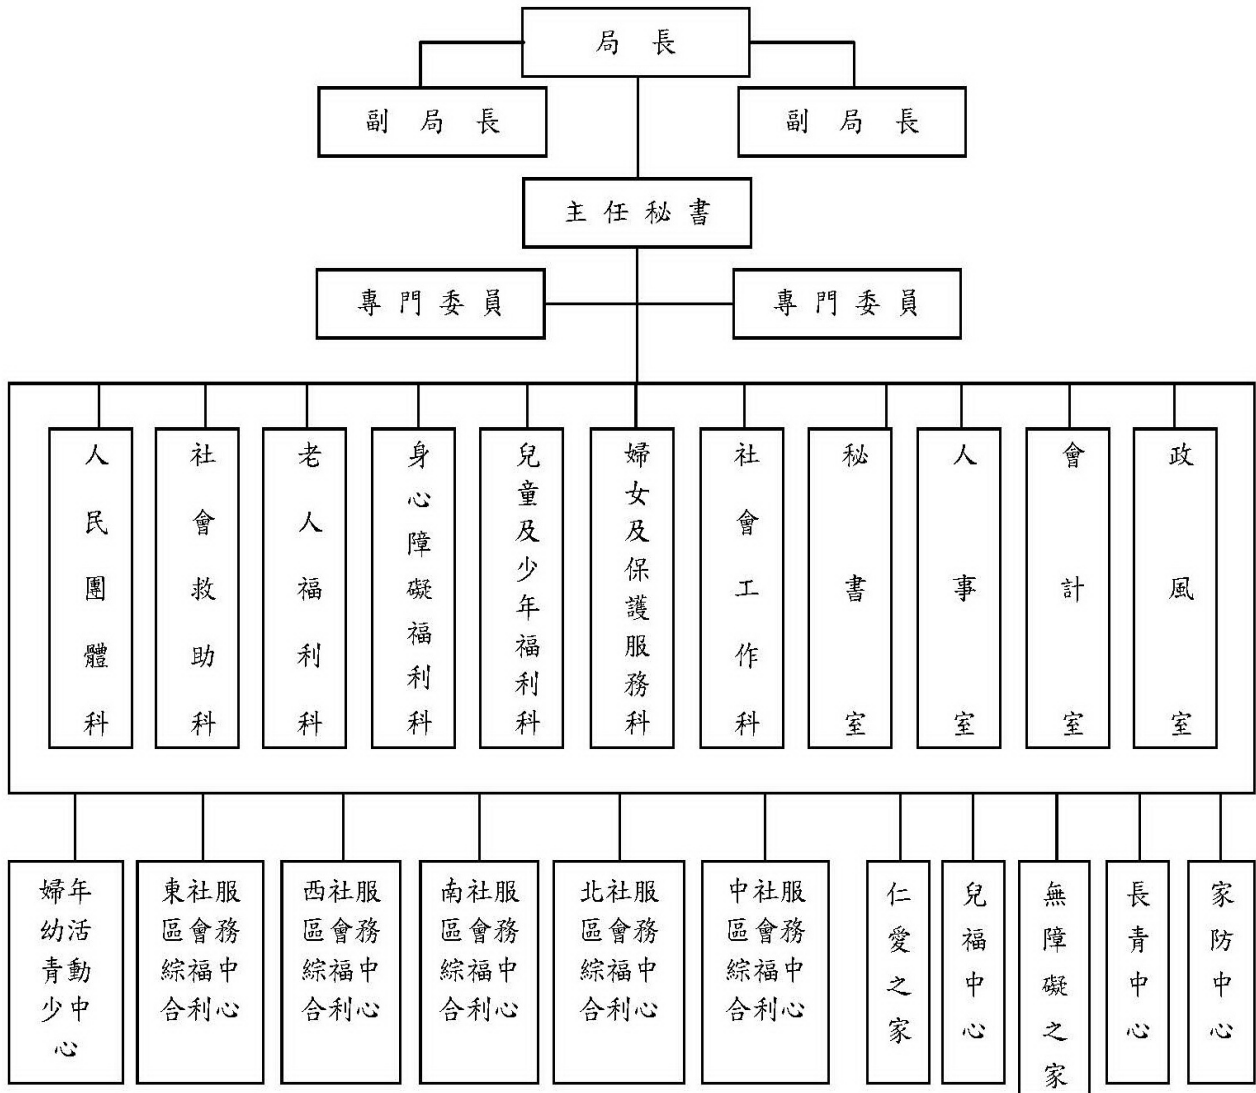 局長
副局長
副局長
主任秘書
專門委員
專門委員
人民團體科
社會救助科
老人福利科
身心障礙福利科
兒童及少年福利科
婦女及保護服務科
社會工作科
秘書室
人事室
會計室
政風室
婦幼青少
年活動中
心
東區綜合
社會福利
服務中心
西區綜合
社會福利
服務中心
南區綜合
社會福利
服務中心
北區綜合
社會福利
服務中心
中區綜合
社會福利
服務中心
仁愛之家
兒福中心
無障礙之家
長青中心
家防中心